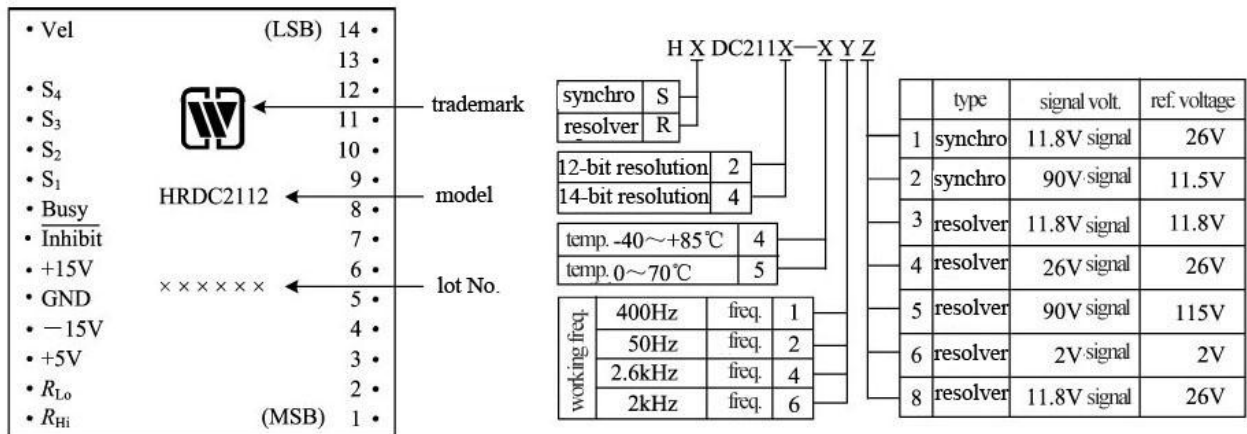 • Vel (LSB) 14 •
13 •
• S4 12 •
• S3 11 •
• S2 10 •
• S1 9 •
• Busy 8 •
• Inhibit 7 •
• +15V 6 •
• GND 5 •
• −15V 4 •
• +5V 3 •
• RLo 2 •
• RHi (MSB) 1 •
HRDC2112
××××××
trademark
model
lot No.
H X DC211X—X Y Z
synchro S
resolver R
12-bit resolution 2
14-bit resolution 4
temp. -40～+85℃ 4
temp. 0～70℃ 5
working freq.
400Hz freq. 1
50Hz freq. 2
2.6kHz freq. 4
2kHz freq. 6
type signal volt. ref. voltage
1 synchro 11.8V signal 26V
2 synchro 90V signal 11.5V
3 resolver 11.8V signal 11.8V
4 resolver 26V signal 26V
5 resolver 90V signal 115V
6 resolver 2V signal 2V
8 resolver 11.8V signal 26V